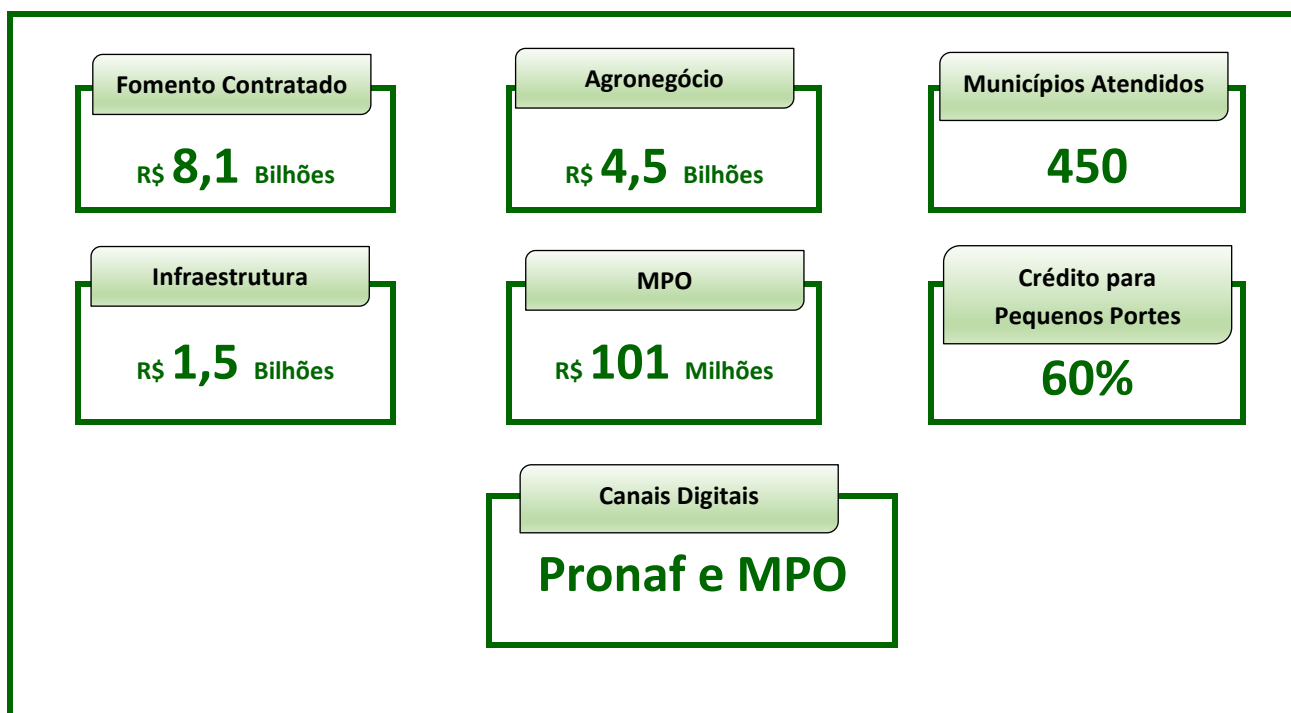 Fomento Contratado
R$ 8,1 Bilhões
Agronegócio
R$ 4,5 Bilhões
Municípios Atendidos
450
Infraestrutura
R$ 1,5 Bilhões
MPO
R$ 101 Milhões
Crédito para
Pequenos Portes
60%
Canais Digitais
Pronaf e MPO